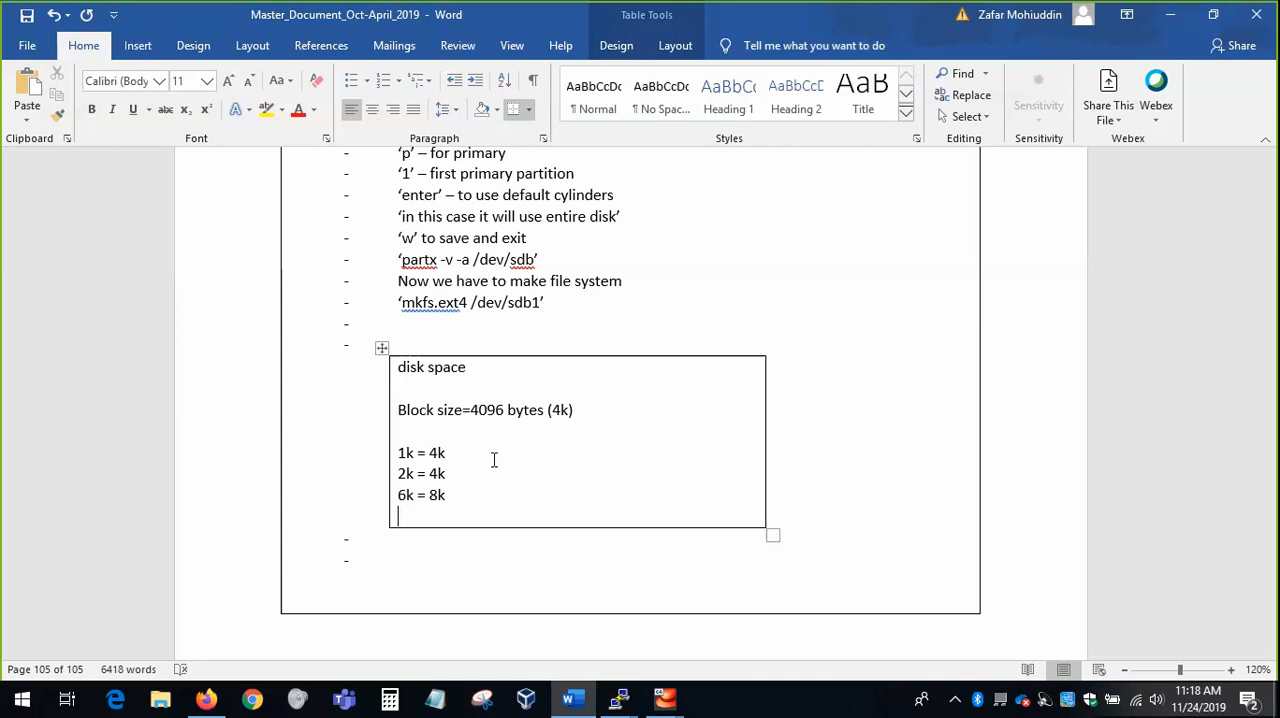 Master_Document_Oct-April_2019 - Word
Table Tools
Zafar Mohiuddin
File Home Insert Design Layout References Mailings Review View Help Design Layout Tell me what you want to do Share
Paste
Clipboard
Calibri (Body) 11
Font
Paragraph
AaBbCcDc AaBbCcDc AaBbCc AaBbCcD AaB
¶ Normal ¶ No Spac... Heading 1 Heading 2 Title
Styles
Find
Replace
Select
Editing
Sensitivity
Sensitivity
Share This File
Webex
Webex
- ‘p’ – for primary
- ‘1’ – first primary partition
- ‘enter’ – to use default cylinders
- ‘in this case it will use entire disk’
- ‘w’ to save and exit
- ‘partx -v -a /dev/sdb’
- Now we have to make file system
- ‘mkfs.ext4 /dev/sdb1’
-
-
disk space
Block size=4096 bytes (4k)
1k = 4k
2k = 4k
6k = 8k
-
-
Page 105 of 105 6418 words 120%
11:18 AM
11/24/2019
2